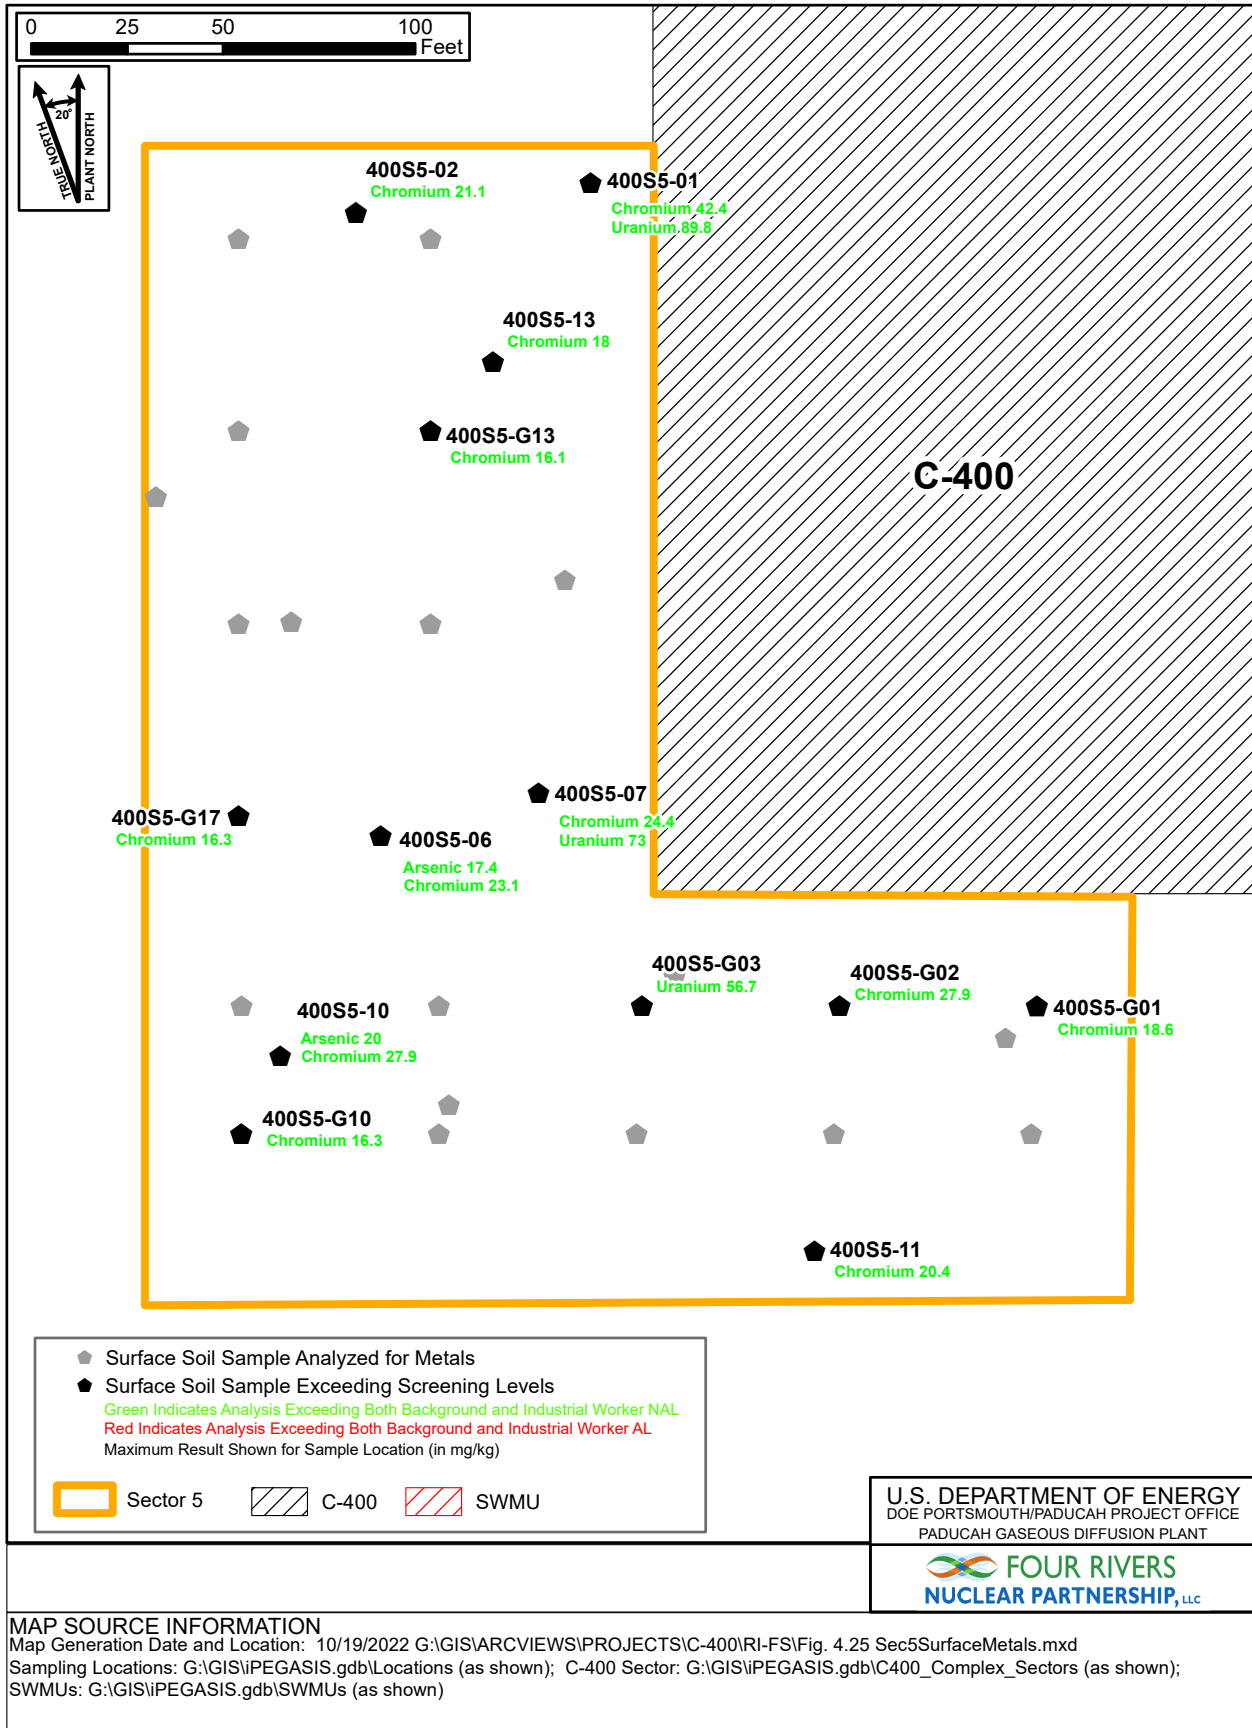 0 25 50 100
Feet
20°
TRUE NORTH
PLANT NORTH
400S5-02
Chromium 21.1
400S5-01
Chromium 42.4
Uranium 89.8
400S5-13
Chromium 18
400S5-G13
Chromium 16.1
C-400
400S5-07
Chromium 24.4
Uranium 73
400S5-G17
Chromium 16.3
400S5-06
Arsenic 17.4
Chromium 23.1
400S5-G03
Uranium 56.7
400S5-G02
Chromium 27.9
400S5-G01
Chromium 18.6
400S5-10
Arsenic 20
Chromium 27.9
400S5-G10
Chromium 16.3
400S5-11
Chromium 20.4
Surface Soil Sample Analyzed for Metals
Surface Soil Sample Exceeding Screening Levels
Green Indicates Analysis Exceeding Both Background and Industrial Worker NAL
Red Indicates Analysis Exceeding Both Background and Industrial Worker AL
Maximum Result Shown for Sample Location (in mg/kg)
Sector 5 C-400 SWMU
U.S. DEPARTMENT OF ENERGY
DOE PORTSMOUTH/PADUCAH PROJECT OFFICE
PADUCAH GASEOUS DIFFUSION PLANT
FOUR RIVERS
NUCLEAR PARTNERSHIP, LLC
MAP SOURCE INFORMATION
Map Generation Date and Location: 10/19/2022 G:\GIS\ARCVIEWS\PROJECTS\C-400\RI-FS\Fig. 4.25 Sec5SurfaceMetals.mxd
Sampling Locations: G:\GIS\iPEGASIS.gdb\Locations (as shown); C-400 Sector: G:\GIS\iPEGASIS.gdb\C400_Complex_Sectors (as shown);
SWMUs: G:\GIS\iPEGASIS.gdb\SWMUs (as shown)